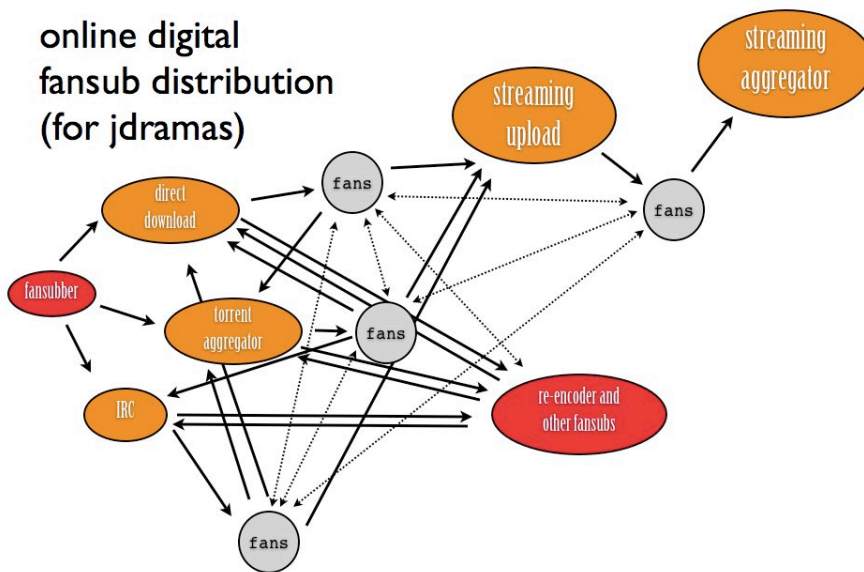 online digital
fansub distribution
(for jdramas)
streaming
aggregator
streaming
upload
fans
direct
download
fans
fansubber
torrent
aggregator
fans
re-encoder and
other fansubs
IRC
fans